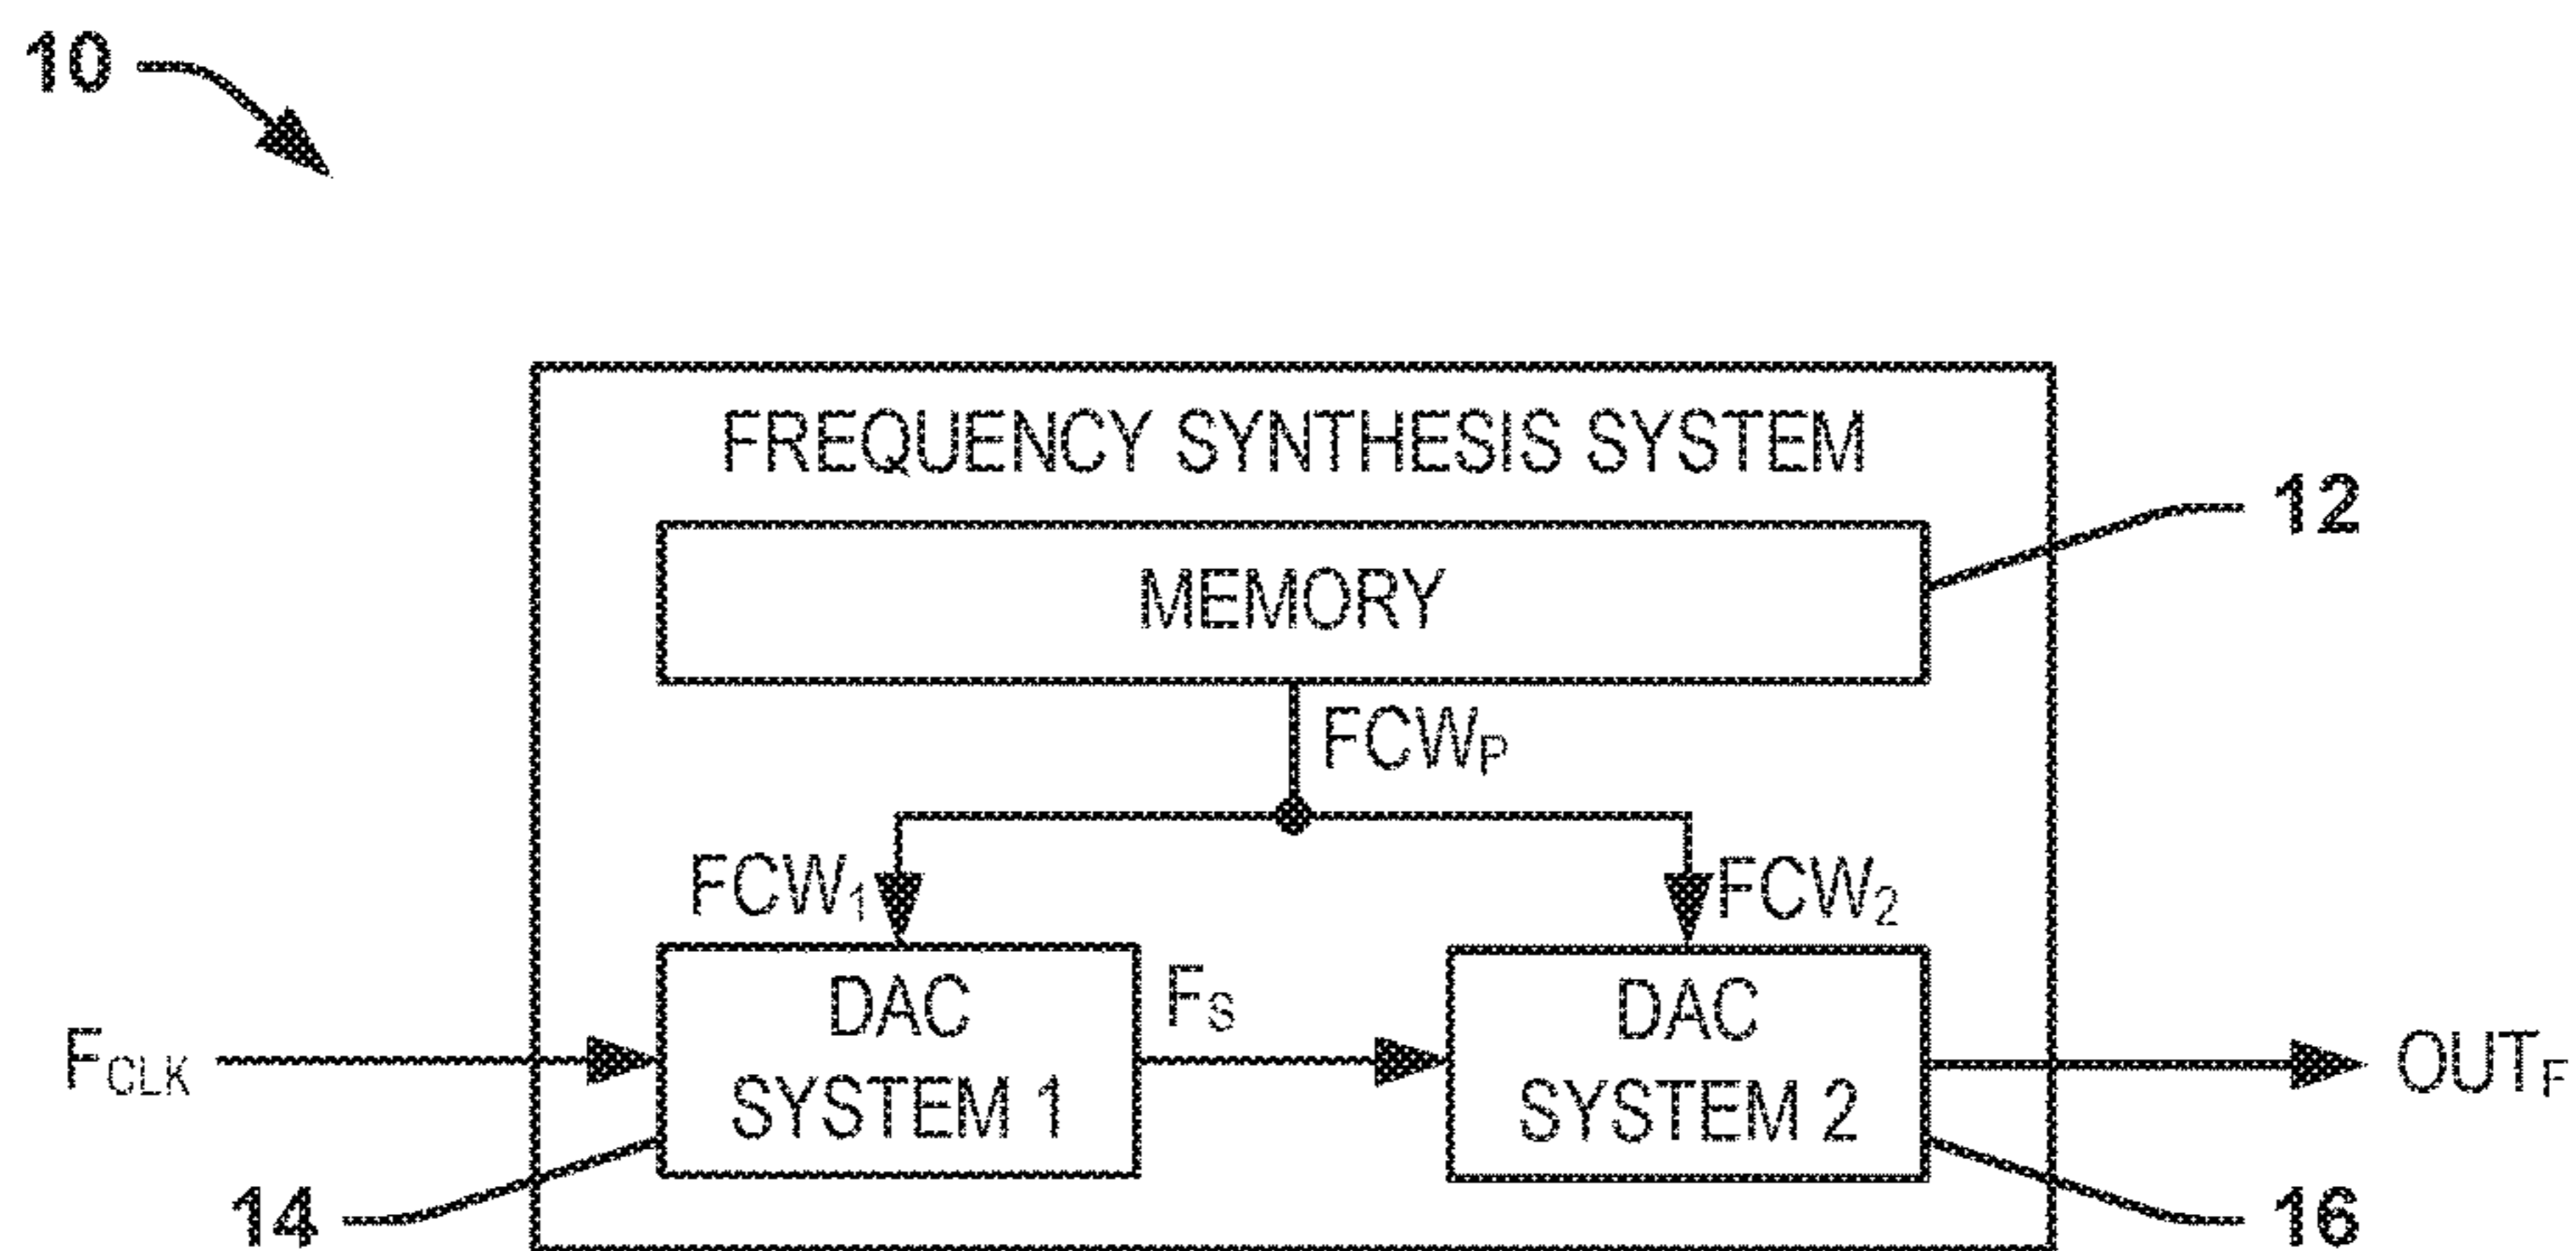 10
FREQUENCY SYNTHESIS SYSTEM
12
MEMORY
FCWP
FCW1
FCW2
DAC
SYSTEM 1
FS
DAC
SYSTEM 2
FCLK
OUTF
14
16